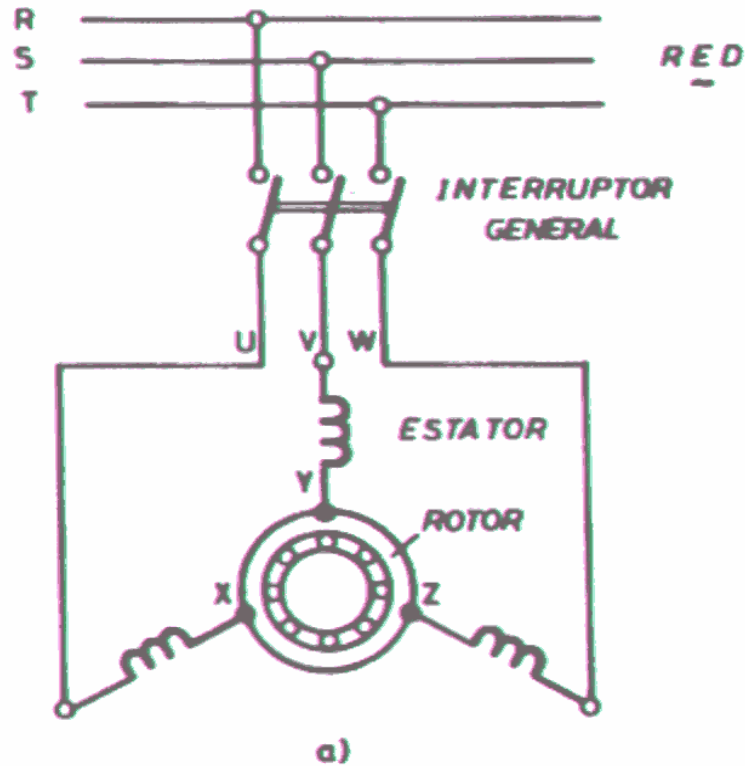 R
S
RED
~
T
INTERRUPTOR
GENERAL
U V W
ESTATOR
Y
ROTOR
X Z
a)